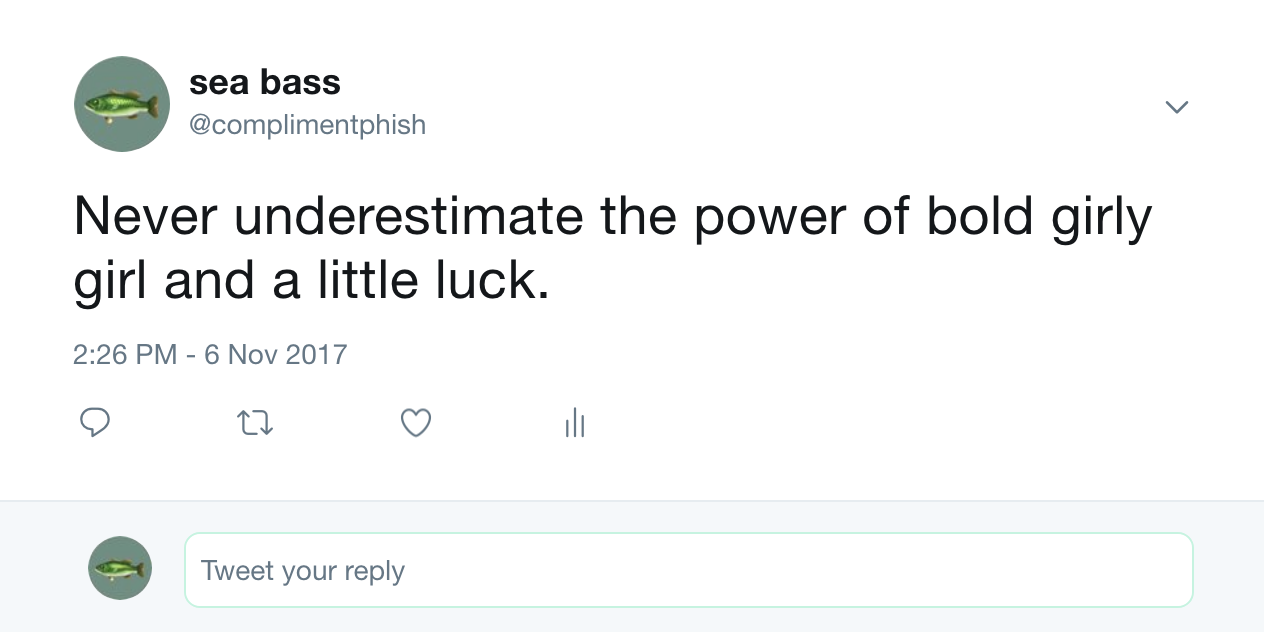 sea bass
@complimentphish
Never underestimate the power of bold girly
girl and a little luck.
2:26 PM - 6 Nov 2017
Tweet your reply